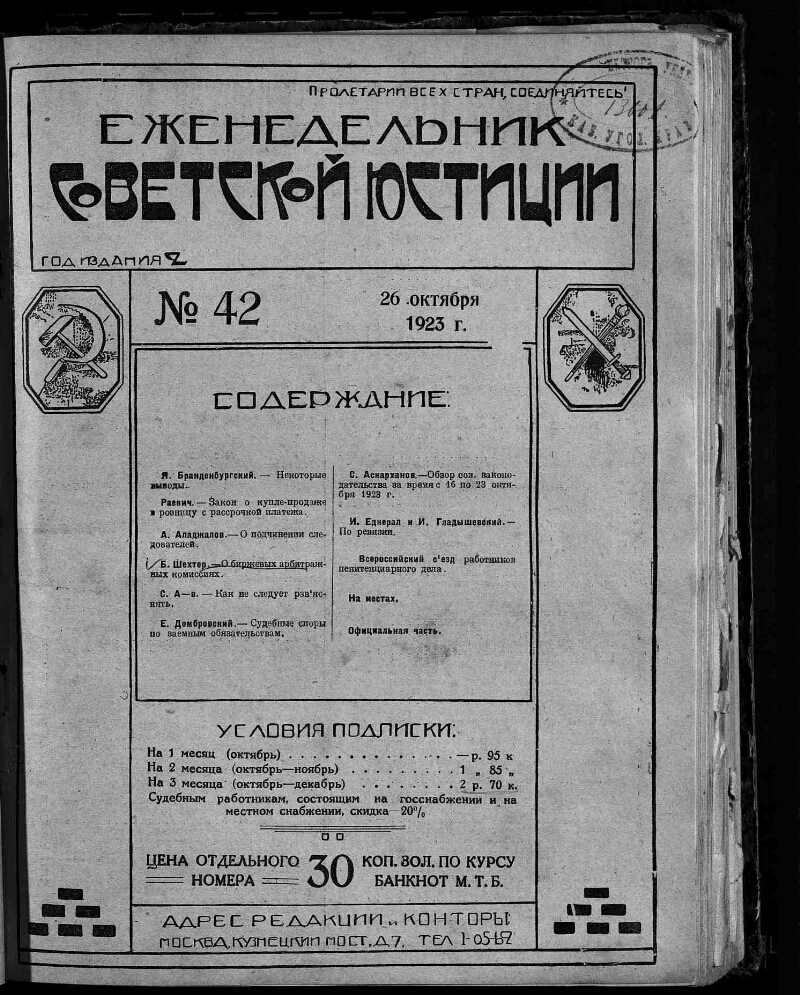 ПРОЛЕТАРИИ ВСЕХ СТРАН, СОЕДИНЯЙТЕСЬ!
ЕЖЕНЕДЕЛЬНИК
СОВЕТСКОЙ ЮСТИЦИИ
ГОД ИЗДАНИЯ 2
№ 42
26 октября
1923 г.
СОДЕРЖАНИЕ:
Я. Бранденбургский. — Некоторые
выводы.
Раевич. — Закон о купле-продаже
в розницу с рассрочкой платежа.
А. Аладжалов. — О подчинении сле-
дователей.
Б. Шехтер. — О биржевых арбитраж-
ных комиссиях.
С. А—в. — Как не следует раз'яс-
нять.
Е. Домбровский. — Судебные споры
по заемным обязательствам.
С. Аскарханов. — Обзор сов. законо-
дательства за время с 16 по 23 октя-
бря 1923 г.
И. Еднерал и И. Гладышевский. —
По ревизии.
Всероссийский с'езд работников
пенитенциарного дела.
На местах.
Официальная часть.
УСЛОВИЯ ПОДПИСКИ:
На 1 месяц (октябрь) . . . . . . . . . . . . . . — р. 95 к
На 2 месяца (октябрь—ноябрь) . . . . . . . . . 1 „ 85 „
На 3 месяца (октябрь—декабрь) . . . . . . . . 2 р. 70 к.
Судебным работникам, состоящим на госснабжении и на
местном снабжении, скидка 20%
ЦЕНА ОТДЕЛЬНОГО НОМЕРА 30 КОП. ЗОЛ. ПО КУРСУ БАНКНОТ М. Т. Б.
АДРЕС РЕДАКЦИИ и КОНТОРЫ:
МОСКВА, КУЗНЕЦКИЙ МОСТ, Д. 7, ТЕЛ 1-05-67